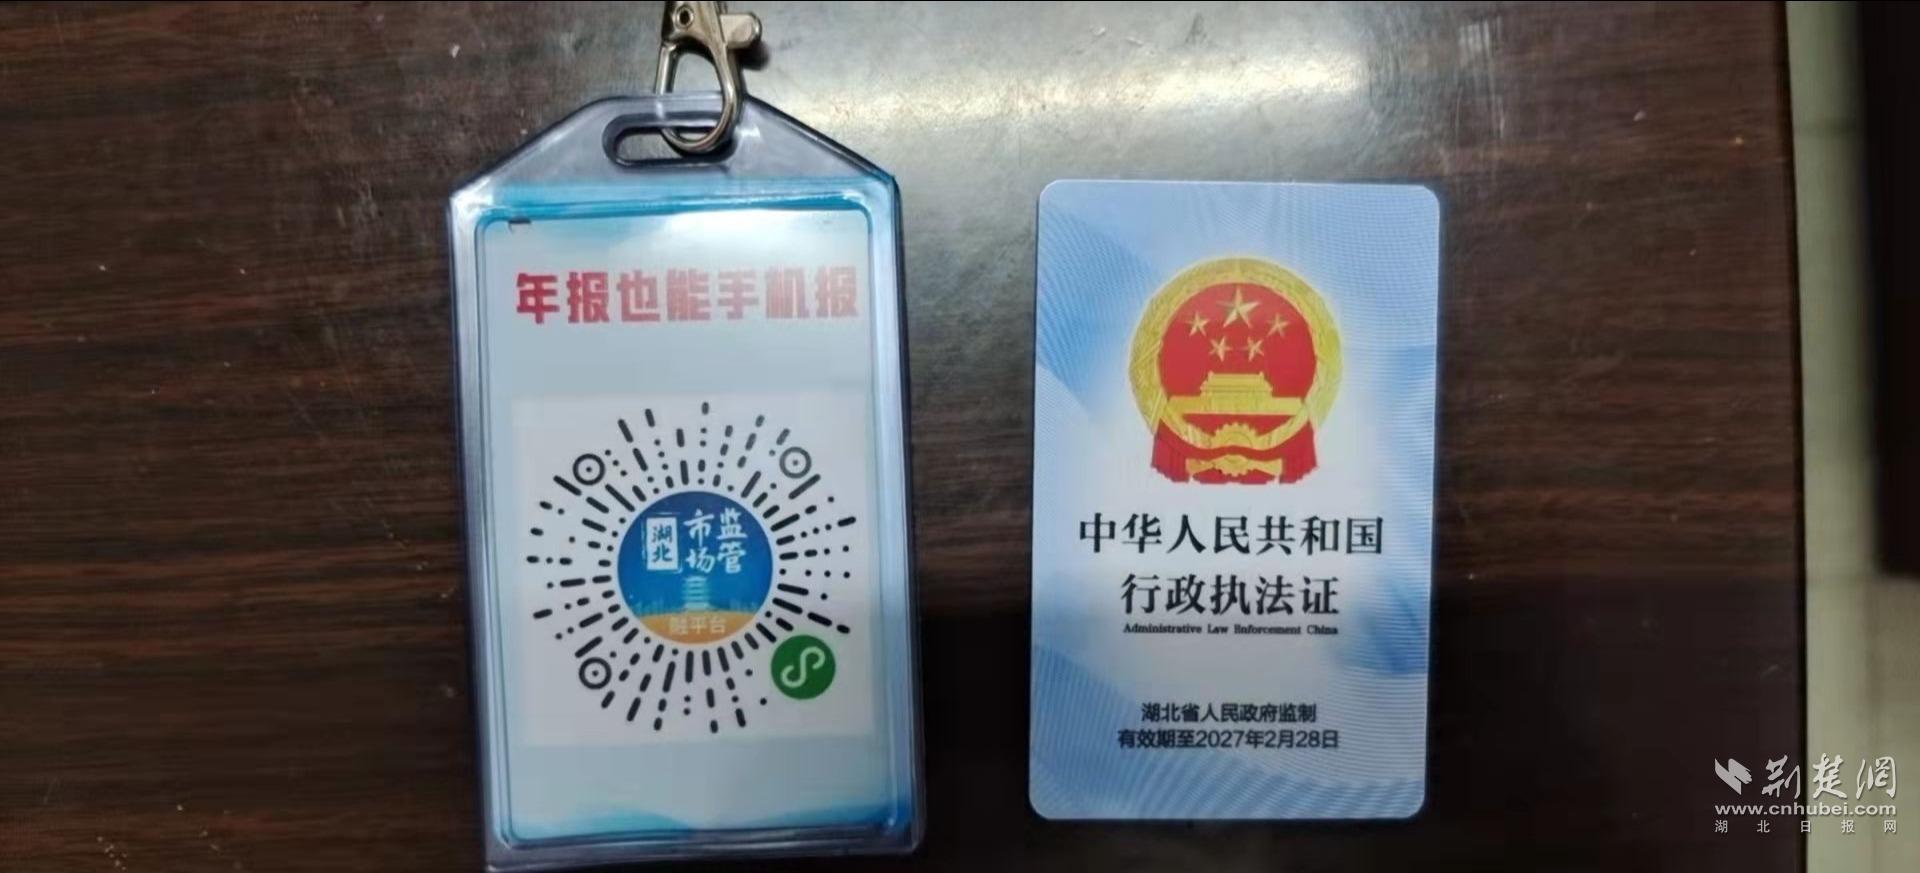 年报也能手机报
湖北
市场
监管
融平台
中华人民共和国
行政执法证
Administrative Law Enforcement China
湖北省人民政府监制
有效期至2027年2月28日
荆楚網
www.cnhubei.com
湖北日报网